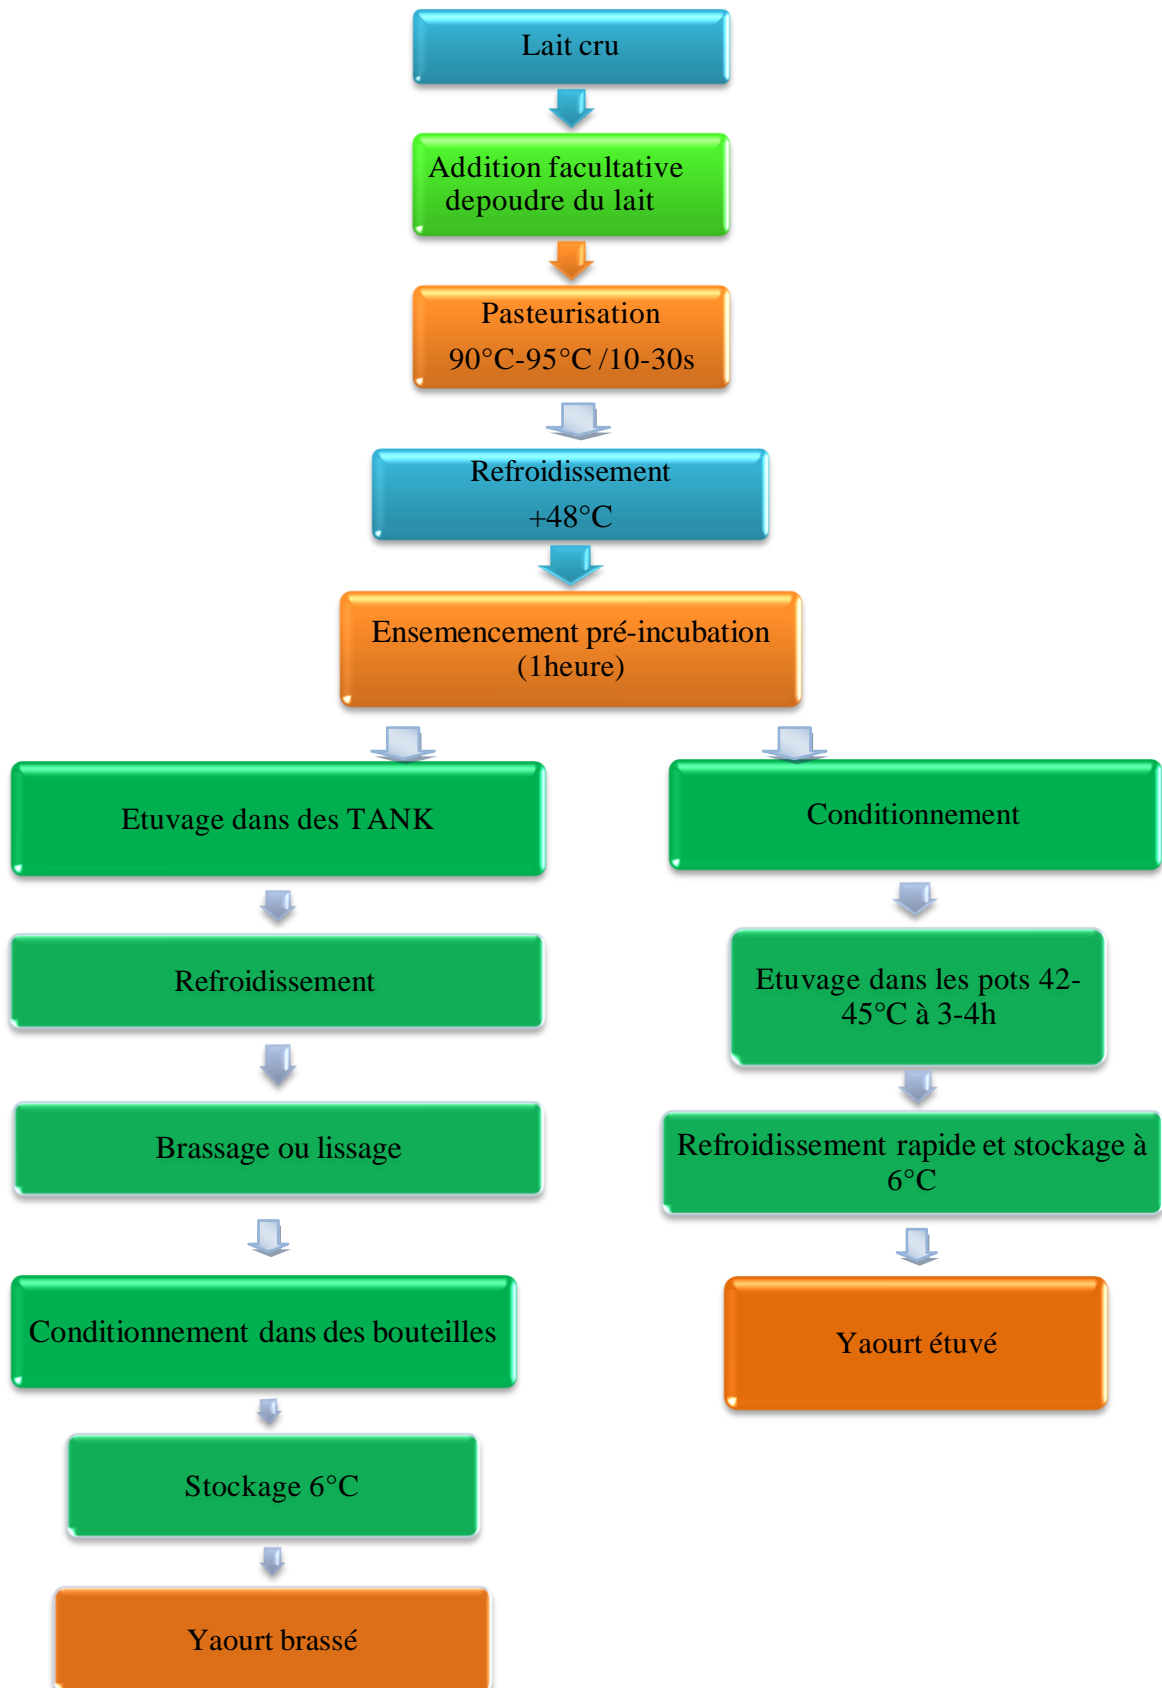 Lait cru
Addition facultative
depoudre du lait
Pasteurisation
90°C-95°C /10-30s
Refroidissement
+48°C
Ensemencement pré-incubation
(1heure)
Etuvage dans des TANK
Refroidissement
Brassage ou lissage
Conditionnement dans des bouteilles
Stockage 6°C
Yaourt brassé
Conditionnement
Etuvage dans les pots 42-
45°C à 3-4h
Refroidissement rapide et stockage à
6°C
Yaourt étuvé